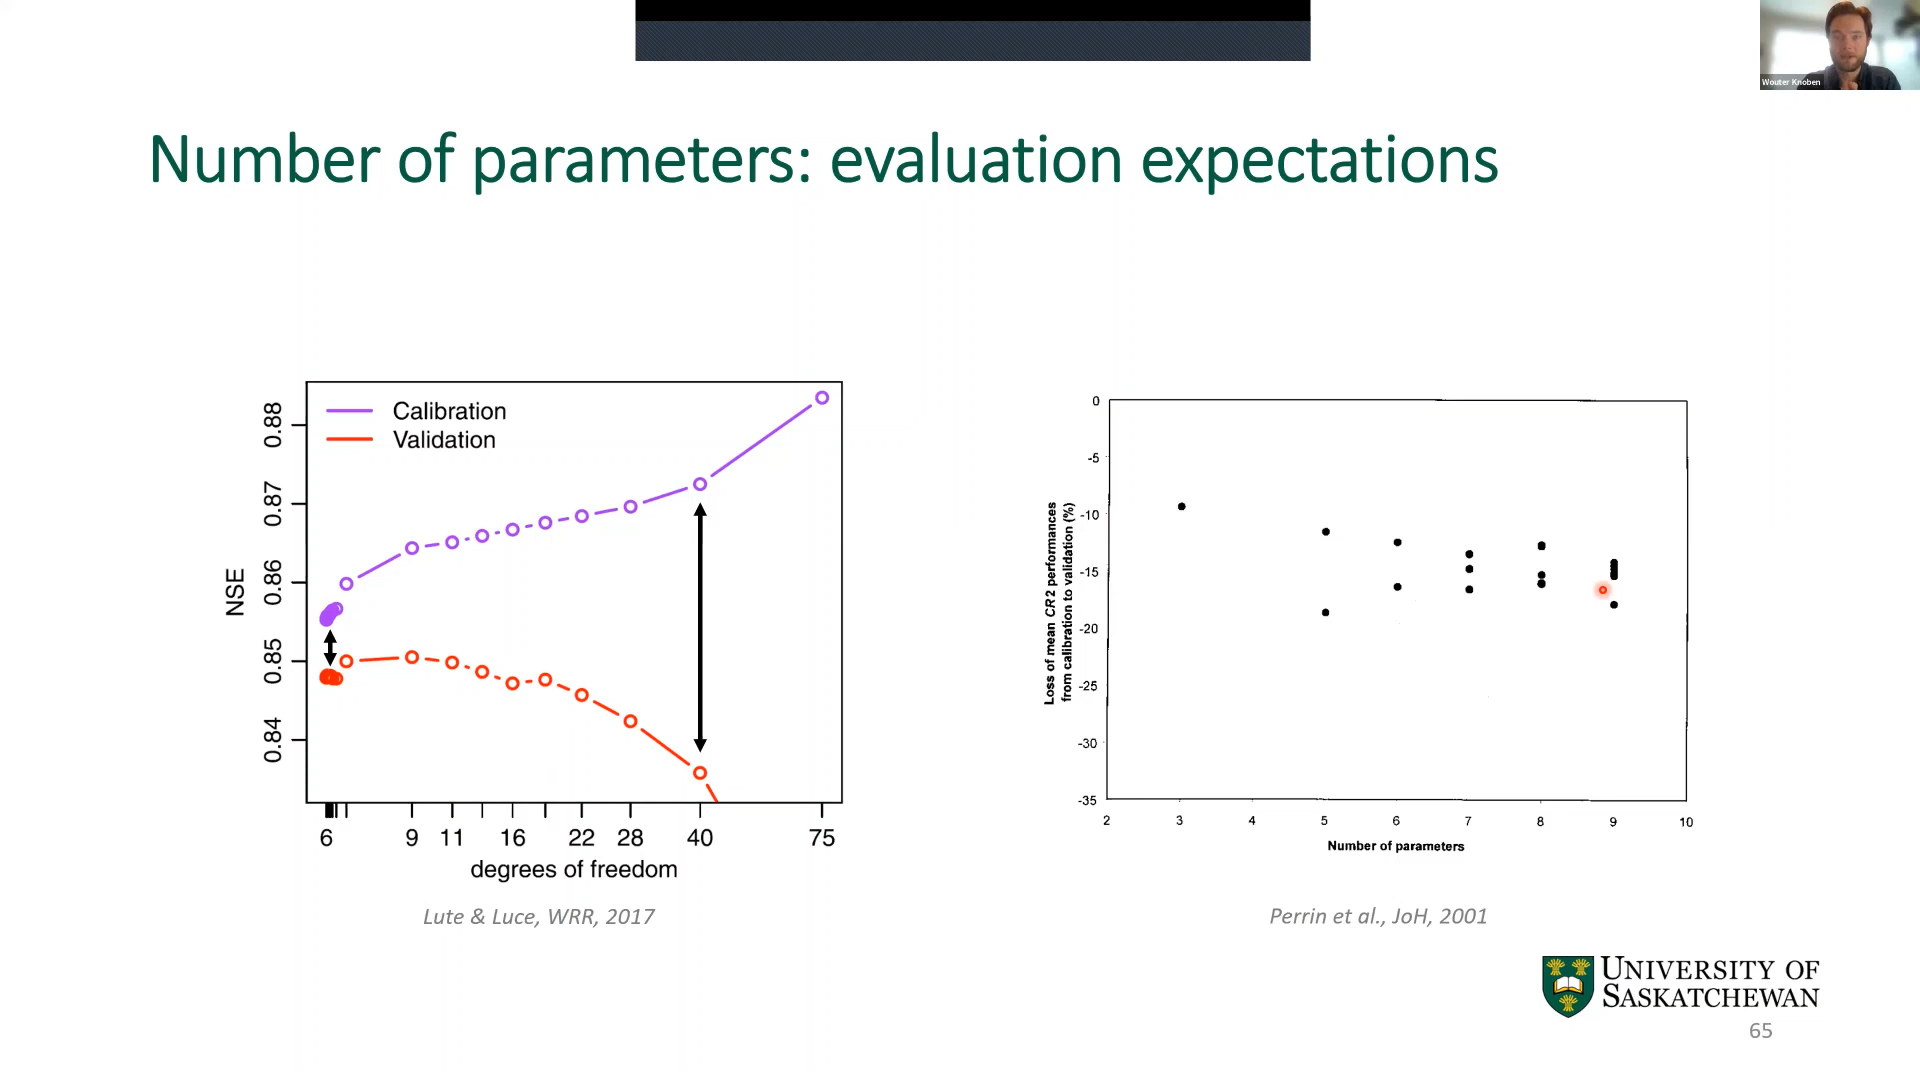 Wouter Knoben
Number of parameters: evaluation expectations
Calibration
Validation
NSE
0.88
0.87
0.86
0.85
0.84
6 9 11 16 22 28 40 75
degrees of freedom
Lute & Luce, WRR, 2017
Loss of mean CR2 performances
from calibration to validation (%)
0
-5
-10
-15
-20
-25
-30
-35
2 3 4 5 6 7 8 9 10
Number of parameters
Perrin et al., JoH, 2001
UNIVERSITY OF
SASKATCHEWAN
65